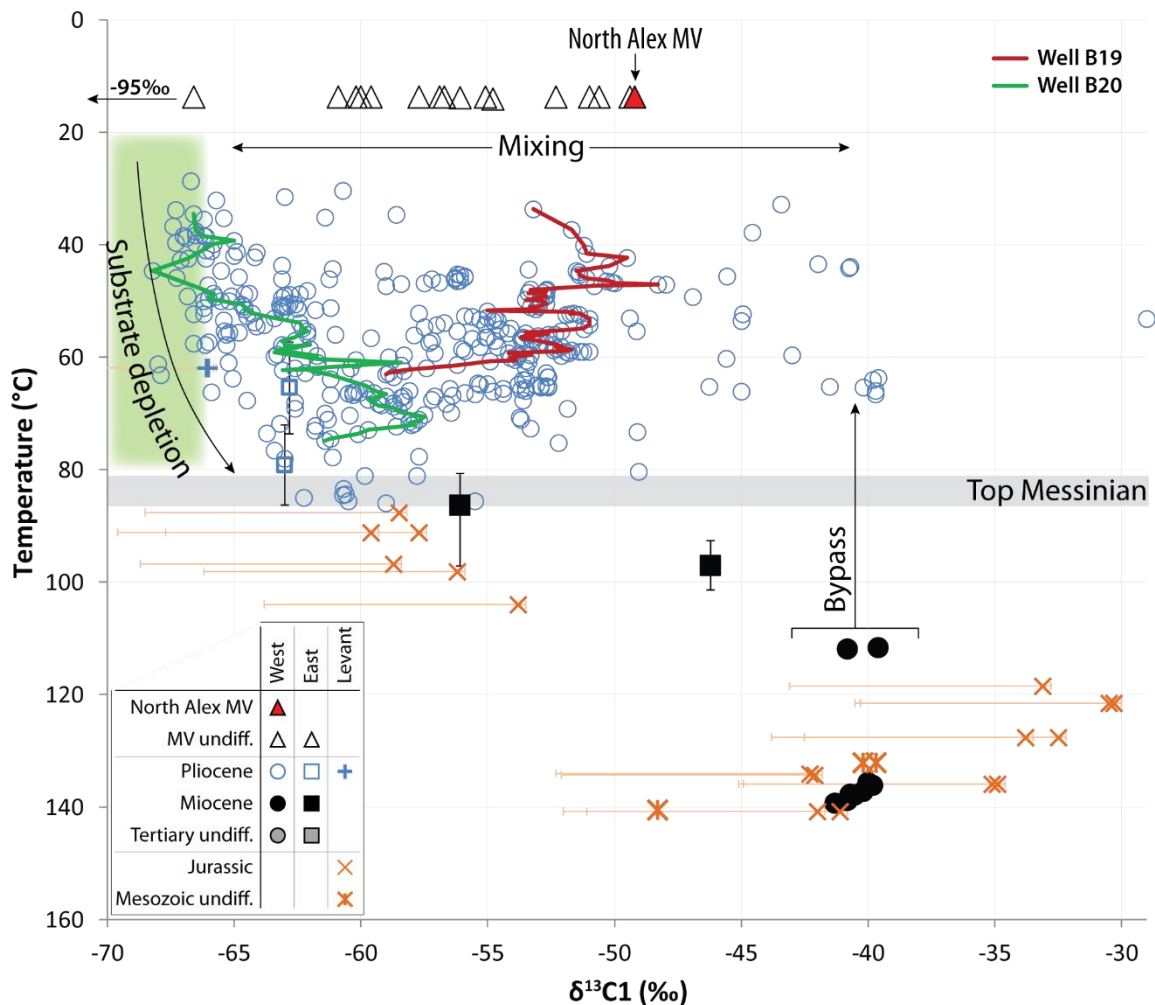 North Alex MV
Well B19
Well B20
-95‰
Mixing
Substrate depletion
Top Messinian
Bypass
West East Levant
North Alex MV
MV undiff.
Pliocene
Miocene
Tertiary undiff.
Jurassic
Mesozoic undiff.
Temperature (°C)
0
20
40
60
80
100
120
140
160
-70 -65 -60 -55 -50 -45 -40 -35 -30
δ¹³C1 (‰)